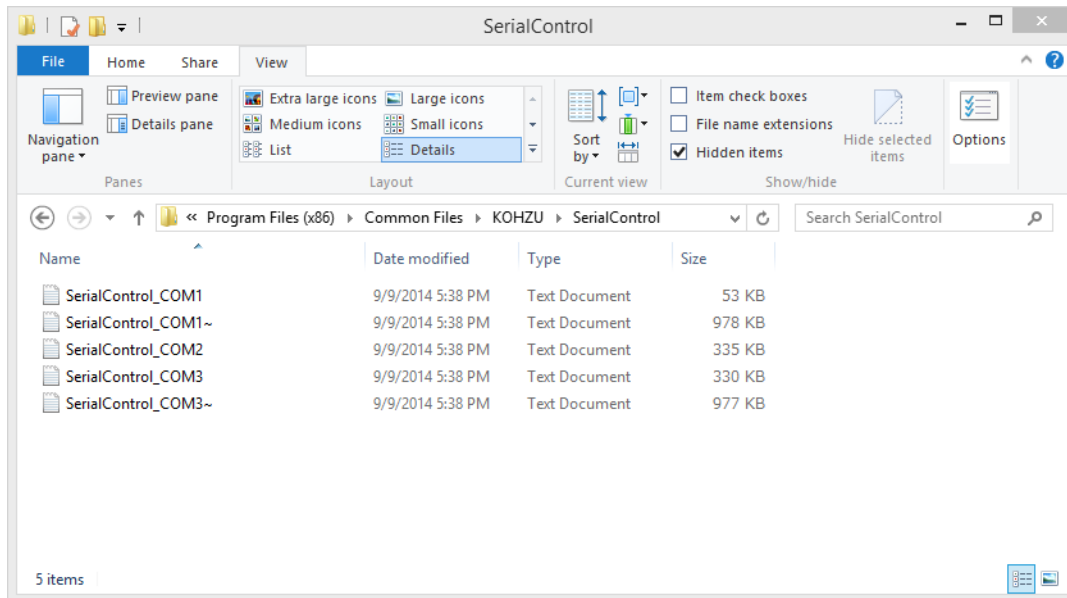 SerialControl
File Home Share View
Navigation pane
Preview pane
Details pane
Panes
Extra large icons Large icons
Medium icons Small icons
List Details
Layout
Sort by
Current view
Item check boxes
File name extensions
Hidden items
Hide selected items
Show/hide
Options
« Program Files (x86) Common Files KOHZU SerialControl
Search SerialControl
Name Date modified Type Size
SerialControl_COM1 9/9/2014 5:38 PM Text Document 53 KB
SerialControl_COM1~ 9/9/2014 5:38 PM Text Document 978 KB
SerialControl_COM2 9/9/2014 5:38 PM Text Document 335 KB
SerialControl_COM3 9/9/2014 5:38 PM Text Document 330 KB
SerialControl_COM3~ 9/9/2014 5:38 PM Text Document 977 KB
5 items